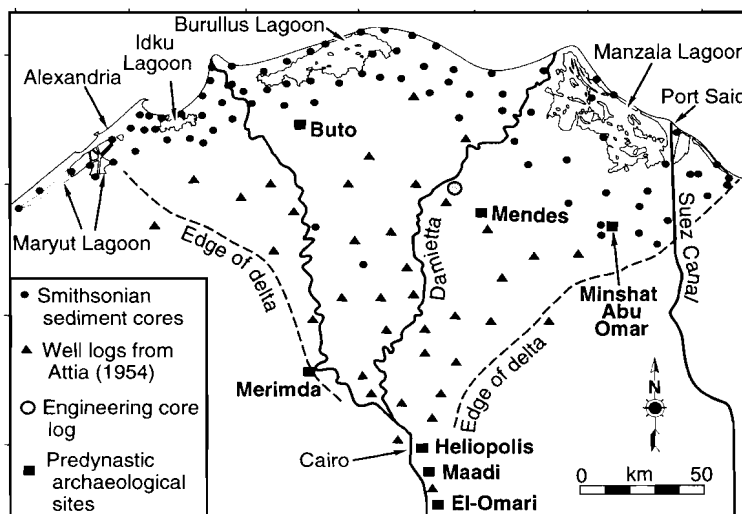 Burullus Lagoon
Idku
Lagoon
Alexandria
Manzala Lagoon
Port Said
Buto
Mendes
Maryut Lagoon
Edge of delta
Damietta
Suez Canal
Minshat
Abu
Omar
Smithsonian
sediment cores
Well logs from
Attia (1954)
Engineering core
log
Predynastic
archaeological
sites
Merimda
Edge of delta
N
Cairo
Heliopolis
Maadi
El-Omari
0 km 50